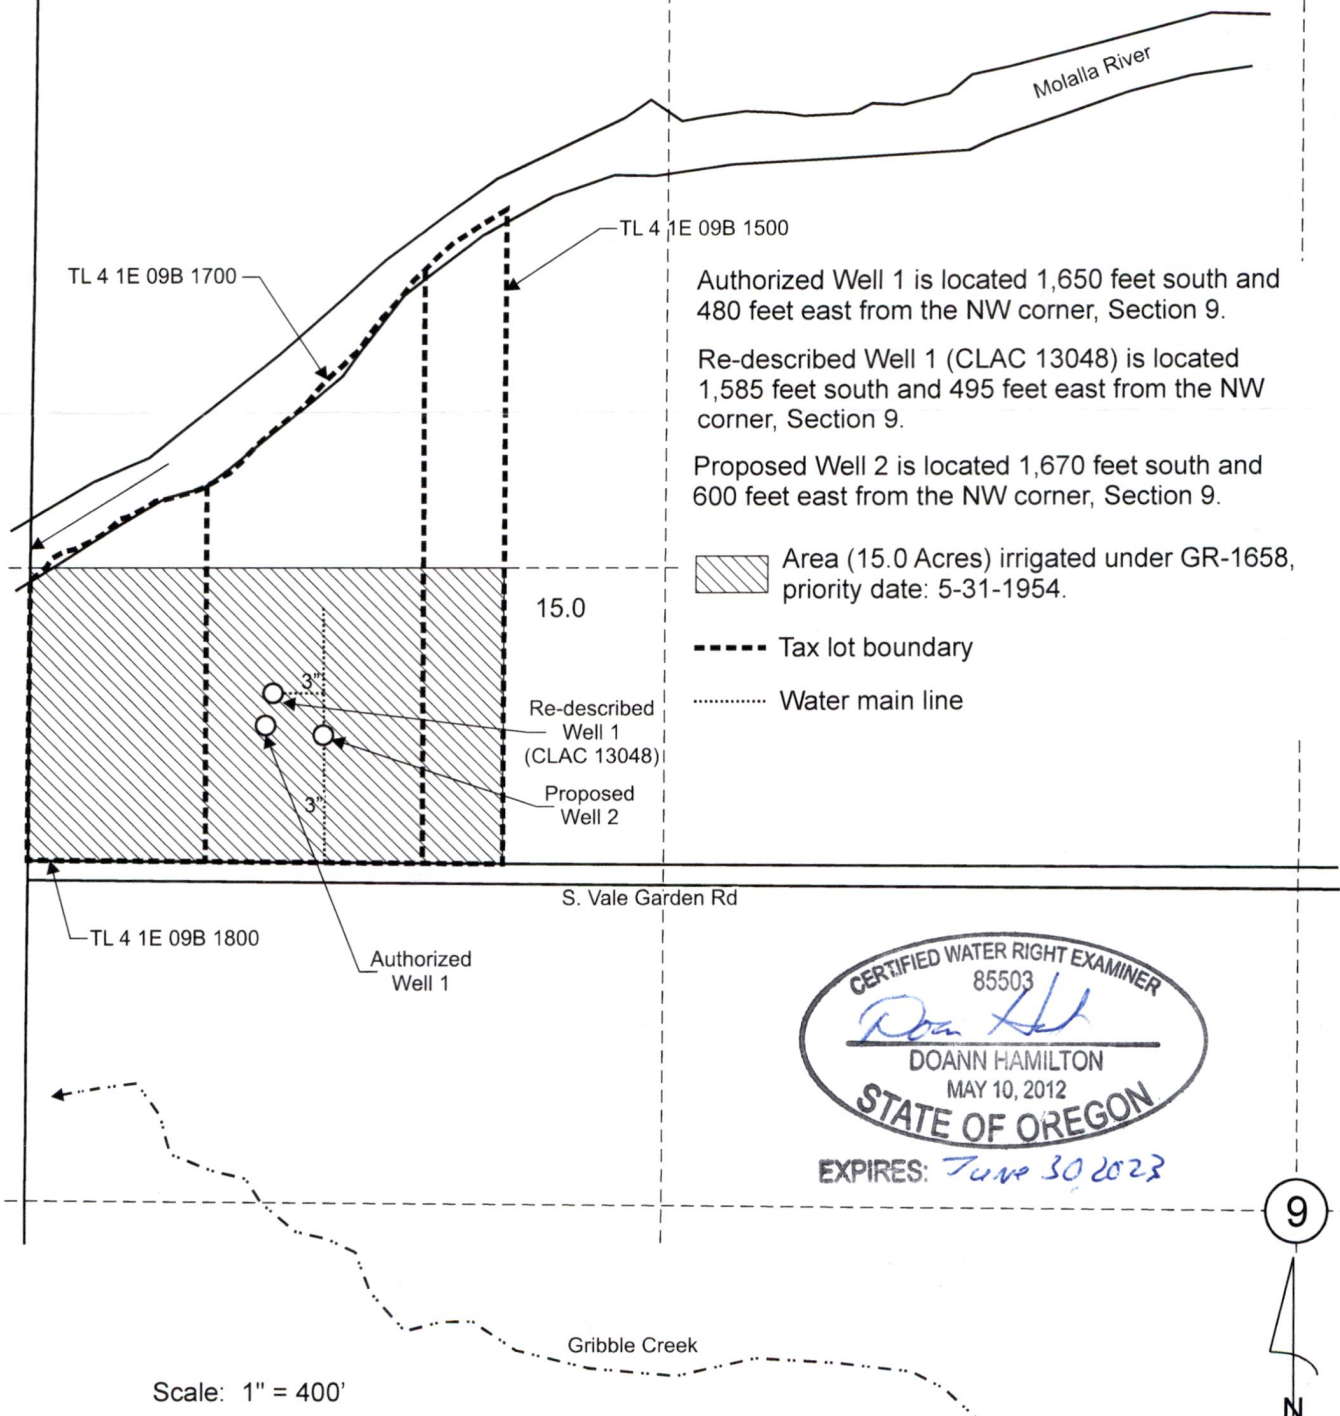 Molalla River
TL 4 1E 09B 1500
TL 4 1E 09B 1700
Authorized Well 1 is located 1,650 feet south and
480 feet east from the NW corner, Section 9.
Re-described Well 1 (CLAC 13048) is located
1,585 feet south and 495 feet east from the NW
corner, Section 9.
Proposed Well 2 is located 1,670 feet south and
600 feet east from the NW corner, Section 9.
Area (15.0 Acres) irrigated under GR-1658,
priority date: 5-31-1954.
15.0
Tax lot boundary
3"
Water main line
Re-described
Well 1
(CLAC 13048)
Proposed
Well 2
3"
S. Vale Garden Rd
TL 4 1E 09B 1800
Authorized
Well 1
CERTIFIED WATER RIGHT EXAMINER
85503
DOANN HAMILTON
MAY 10, 2012
STATE OF OREGON
EXPIRES: June 30 2023
9
Gribble Creek
Scale: 1" = 400'
N